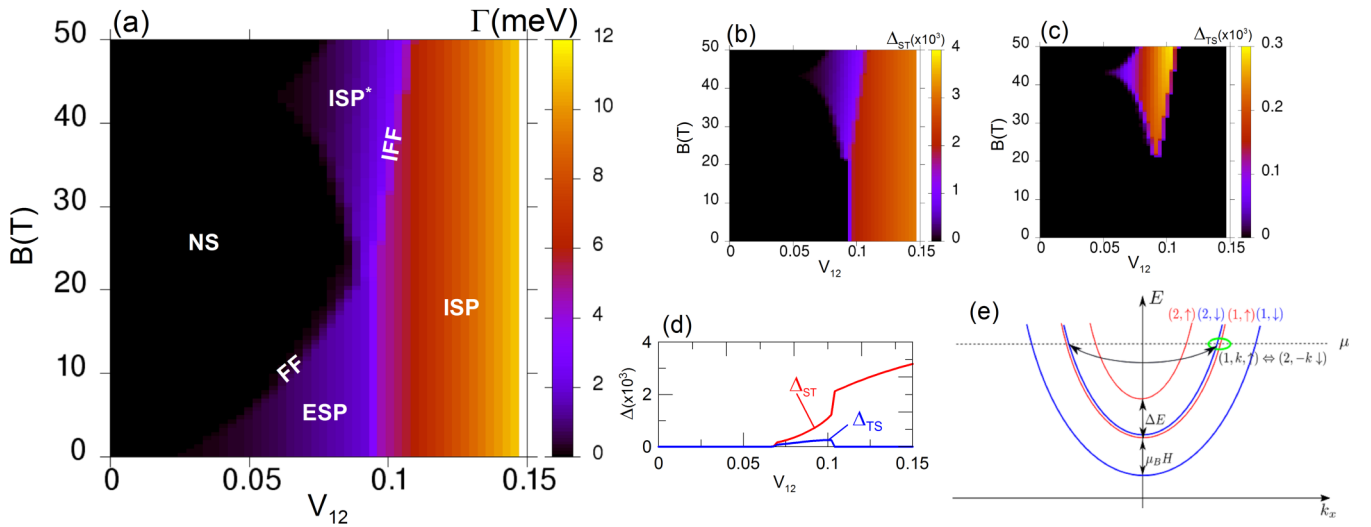 (a)
Γ(meV)
50
40
30
20
10
0
B(T)
0
0.05
0.1
0.15
V12
12
10
8
6
4
2
0
NS
ISP*
IFF
ISP
FF
ESP
(b)
ΔST(x10³)
50
40
30
20
10
0
B(T)
0
0.05
0.1
0.15
V12
4
3
2
1
0
(c)
ΔTS(x10³)
50
40
30
20
10
0
B(T)
0
0.05
0.1
0.15
V12
0.3
0.2
0.1
0
(d)
4
2
0
Δ(x10³)
ΔST
ΔTS
0
0.05
0.1
0.15
V12
(e)
E
(2,↑) (2,↓) (1,↑) (1,↓)
μ
(1,k,↑) ⇔ (2,−k↓)
ΔE
μBH
kx